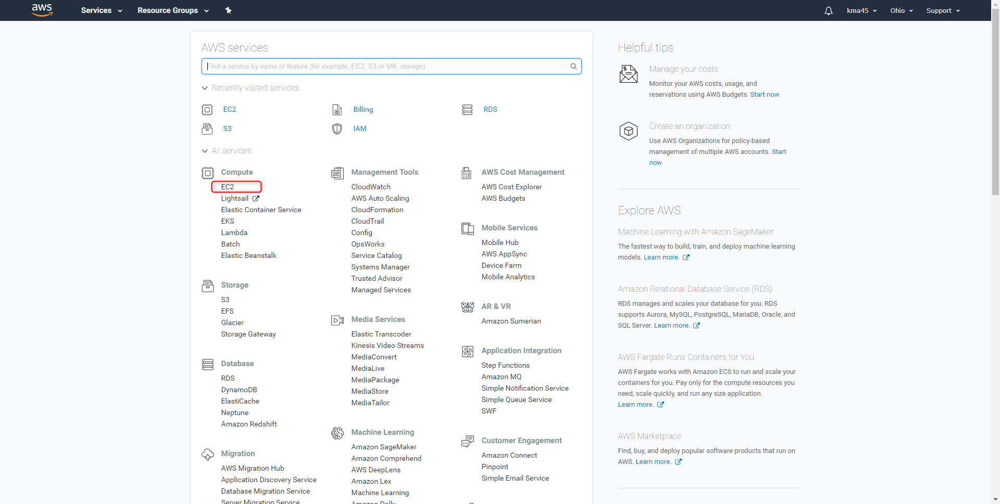 aws
Services
Resource Groups
kma45
Ohio
Support
AWS services
Find a service by name or feature (for example, EC2, S3 or VM, storage).
Recently visited services
EC2
Billing
RDS
S3
IAM
All services
Compute
EC2
Lightsail
Elastic Container Service
EKS
Lambda
Batch
Elastic Beanstalk
Storage
S3
EFS
Glacier
Storage Gateway
Database
RDS
DynamoDB
ElastiCache
Neptune
Amazon Redshift
Migration
AWS Migration Hub
Application Discovery Service
Database Migration Service
Server Migration Service
Management Tools
CloudWatch
AWS Auto Scaling
CloudFormation
CloudTrail
Config
OpsWorks
Service Catalog
Systems Manager
Trusted Advisor
Managed Services
Media Services
Elastic Transcoder
Kinesis Video Streams
MediaConvert
MediaLive
MediaPackage
MediaStore
MediaTailor
Machine Learning
Amazon SageMaker
Amazon Comprehend
AWS DeepLens
Amazon Lex
Machine Learning
Amazon Polly
AWS Cost Management
AWS Cost Explorer
AWS Budgets
Mobile Services
Mobile Hub
AWS AppSync
Device Farm
Mobile Analytics
AR & VR
Amazon Sumerian
Application Integration
Step Functions
Amazon MQ
Simple Notification Service
Simple Queue Service
SWF
Customer Engagement
Amazon Connect
Pinpoint
Simple Email Service
Helpful tips
Manage your costs
Monitor your AWS costs, usage, and
reservations using AWS Budgets. Start now
Create an organization
Use AWS Organizations for policy-based
management of multiple AWS accounts. Start
now
Explore AWS
Machine Learning with Amazon SageMaker
The fastest way to build, train, and deploy machine learning
models. Learn more.
Amazon Relational Database Service (RDS)
RDS manages and scales your database for you. RDS
supports Aurora, MySQL, PostgreSQL, MariaDB, Oracle, and
SQL Server. Learn more.
AWS Fargate Runs Containers for You
AWS Fargate works with Amazon ECS to run and scale your
containers for you. Pay only for the compute resources you
need, scale quickly, and run any size application.
Learn more.
AWS Marketplace
Find, buy, and deploy popular software products that run on
AWS. Learn more.